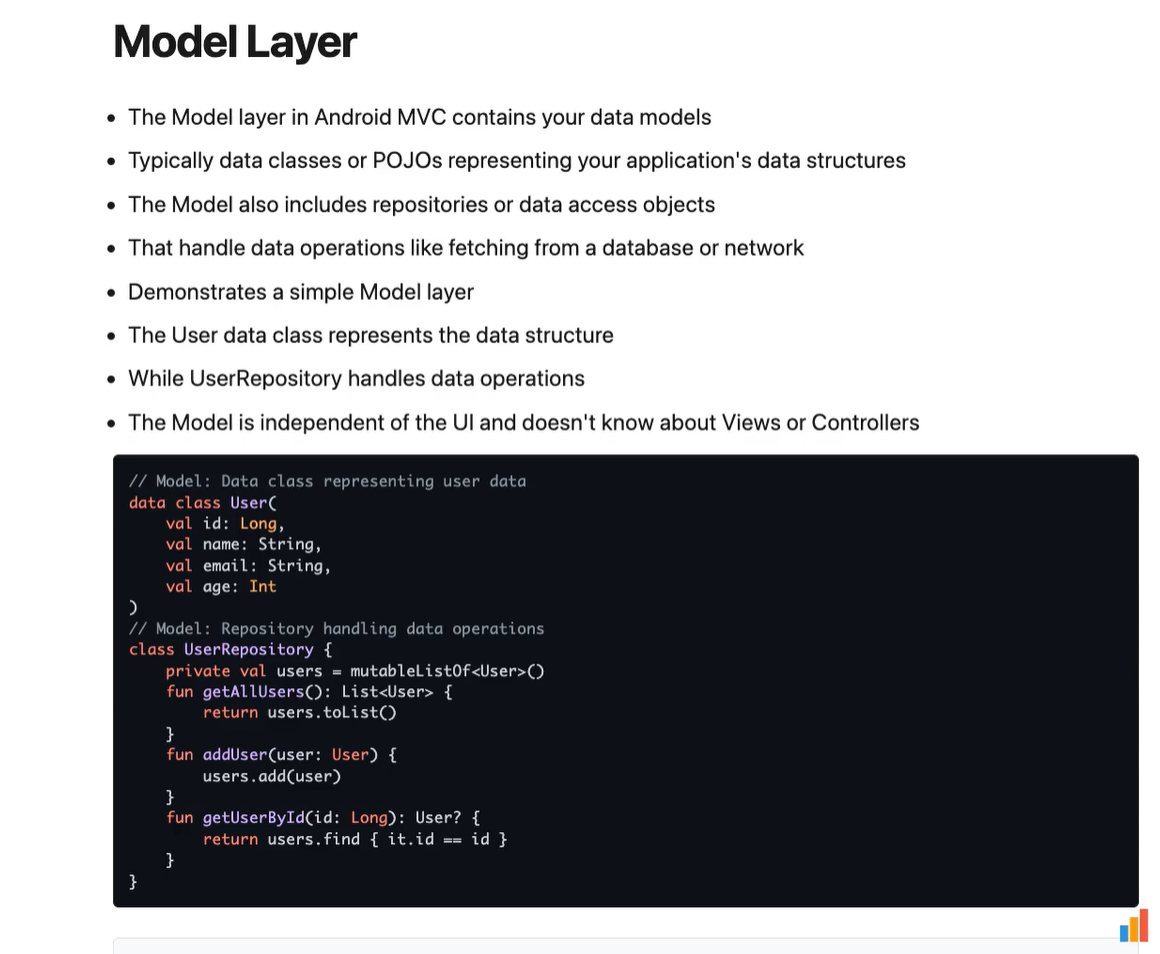 Model Layer
• The Model layer in Android MVC contains your data models
• Typically data classes or POJOs representing your application's data structures
• The Model also includes repositories or data access objects
• That handle data operations like fetching from a database or network
• Demonstrates a simple Model layer
• The User data class represents the data structure
• While UserRepository handles data operations
• The Model is independent of the UI and doesn't know about Views or Controllers
// Model: Data class representing user data
data class User(
    val id: Long,
    val name: String,
    val email: String,
    val age: Int
)
// Model: Repository handling data operations
class UserRepository {
    private val users = mutableListOf<User>()
    fun getAllUsers(): List<User> {
        return users.toList()
    }
    fun addUser(user: User) {
        users.add(user)
    }
    fun getUserById(id: Long): User? {
        return users.find { it.id == id }
    }
}